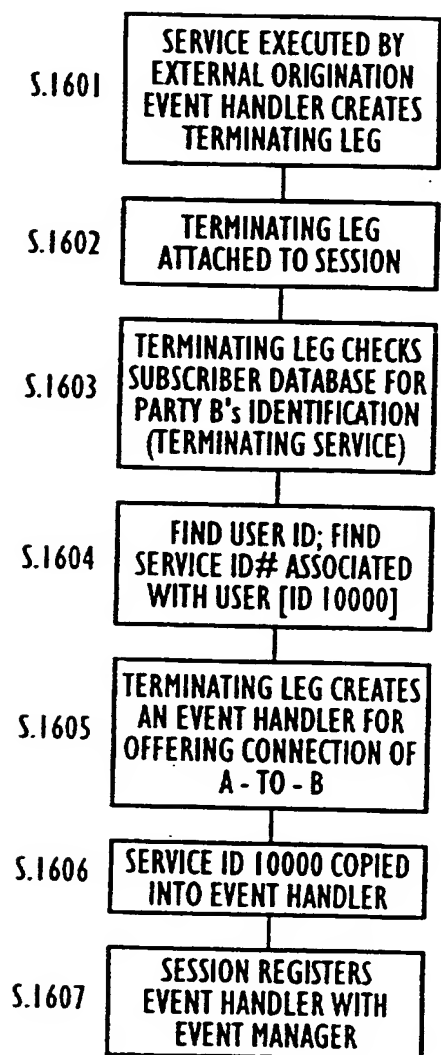 S.1601
SERVICE EXECUTED BY
EXTERNAL ORIGINATION
EVENT HANDLER CREATES
TERMINATING LEG
S.1602
TERMINATING LEG
ATTACHED TO SESSION
S.1603
TERMINATING LEG CHECKS
SUBSCRIBER DATABASE FOR
PARTY B's IDENTIFICATION
(TERMINATING SERVICE)
S.1604
FIND USER ID; FIND
SERVICE ID# ASSOCIATED
WITH USER [ID 10000]
S.1605
TERMINATING LEG CREATES
AN EVENT HANDLER FOR
OFFERING CONNECTION OF
A - TO - B
S.1606
SERVICE ID 10000 COPIED
INTO EVENT HANDLER
S.1607
SESSION REGISTERS
EVENT HANDLER WITH
EVENT MANAGER